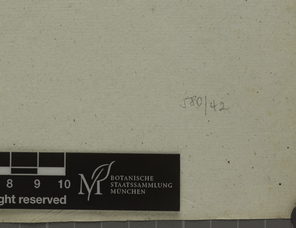 580/42
8 9 10
M BOTANISCHE
STAATSSAMMLUNG
MÜNCHEN
ght reserved